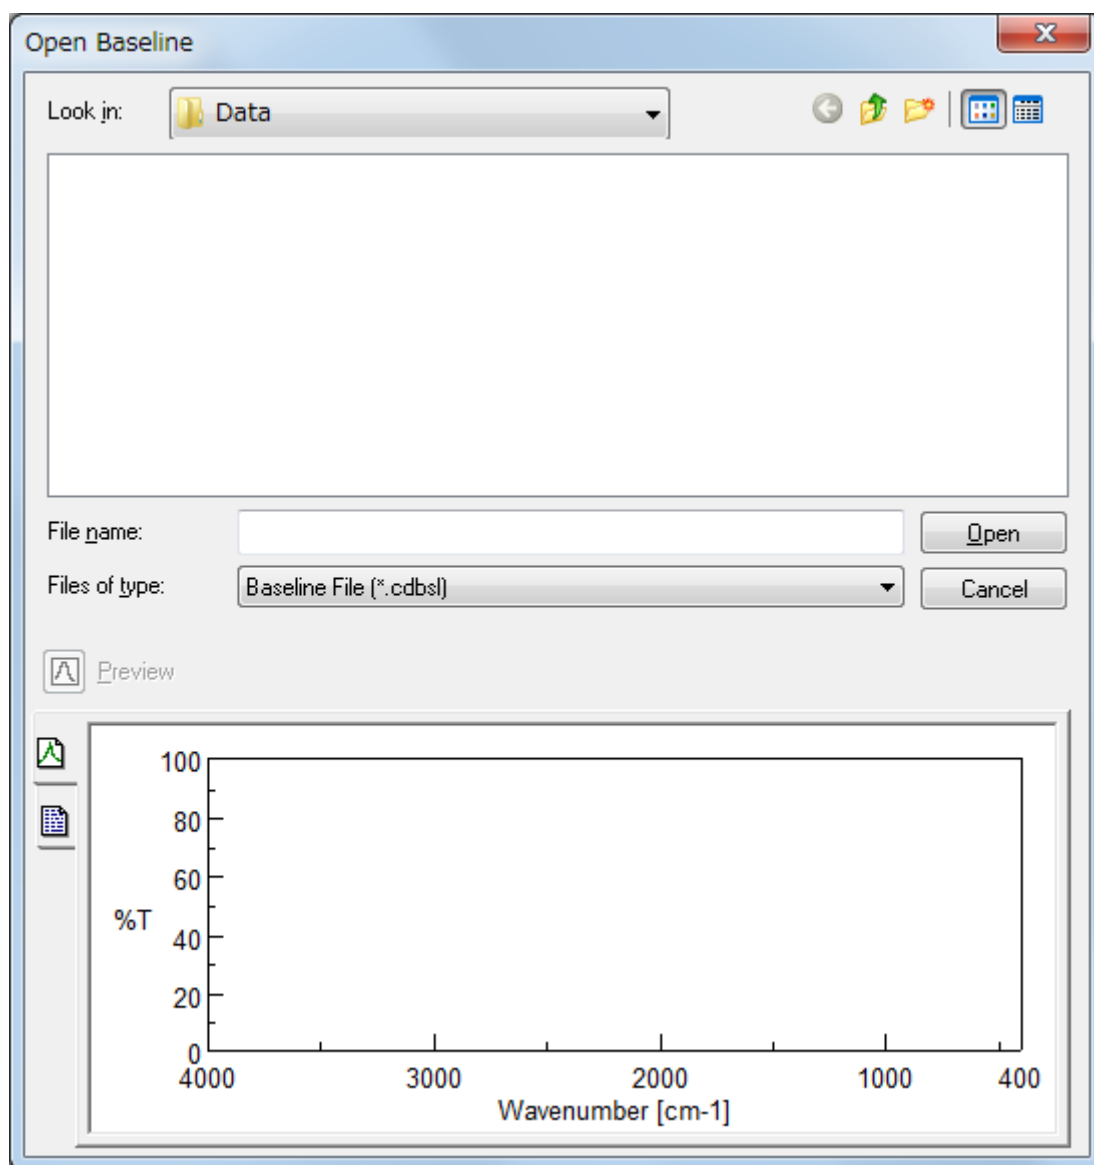 Open Baseline
Look in: Data
File name:
Open
Files of type: Baseline File (*.cdbsl)
Cancel
Preview
100
80
60
%T
40
20
0
4000 3000 2000 1000 400
Wavenumber [cm-1]